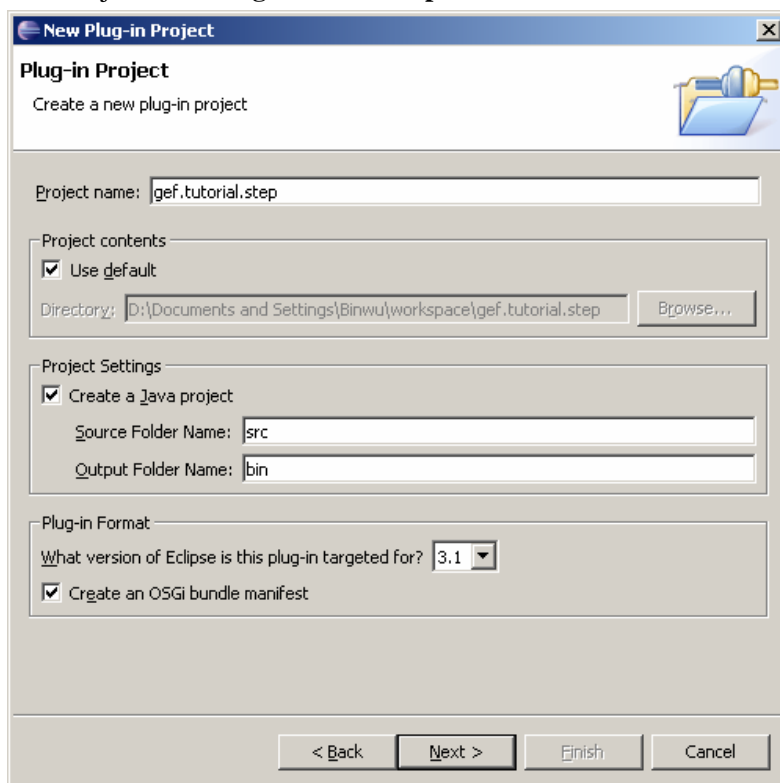 New Plug-in Project
Plug-in Project
Create a new plug-in project
Project name: gef.tutorial.step
Project contents
Use default
Directory: D:\Documents and Settings\Binwu\workspace\gef.tutorial.step Browse...
Project Settings
Create a Java project
Source Folder Name: src
Output Folder Name: bin
Plug-in Format
What version of Eclipse is this plug-in targeted for? 3.1
Create an OSGi bundle manifest
< Back Next > Finish Cancel